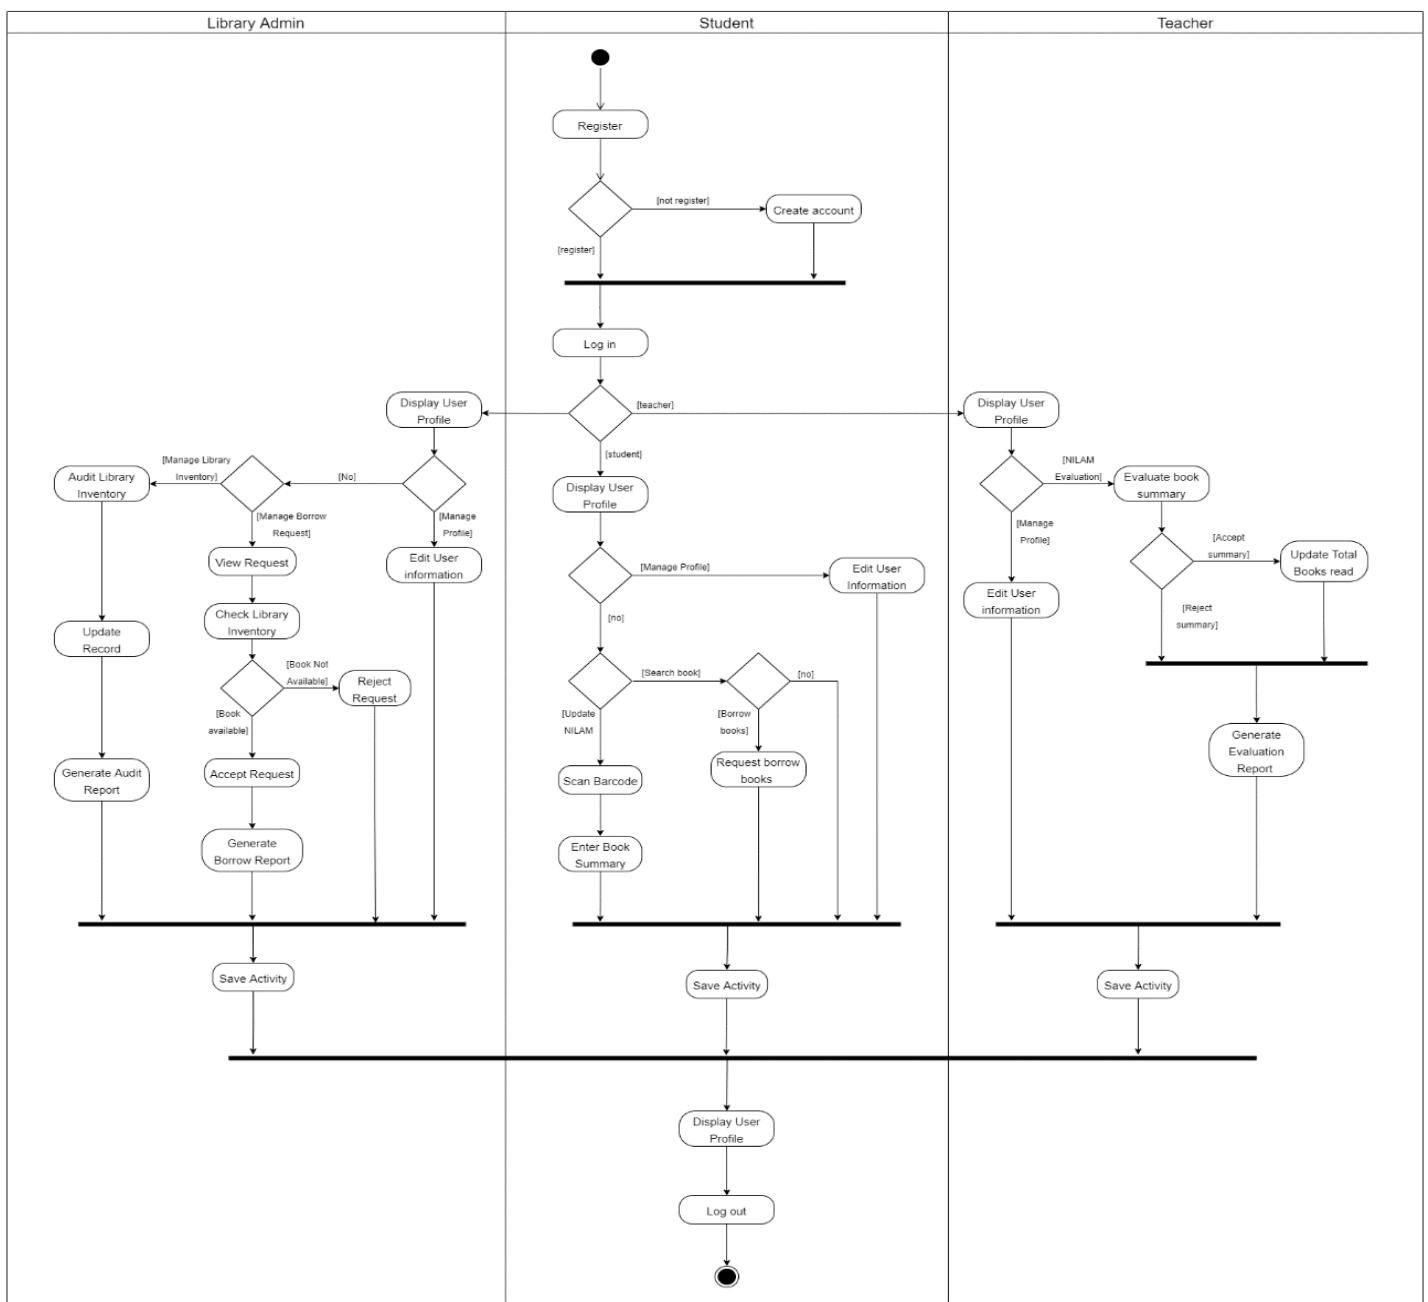 Library Admin
Student
Teacher
Register
[not register]
Create account
[register]
Log in
Display User
Profile
[teacher]
Display User
Profile
[student]
[Manage Library
Inventory]
[No]
Audit Library
Inventory
Display User
Profile
[NILAM
Evaluation]
Evaluate book
summary
[Manage Borrow
Request]
[Manage
Profile]
[Manage
Profile]
View Request
Edit User
information
[Manage Profile]
Edit User
Information
[Accept
summary]
Update Total
Books read
Edit User
information
Check Library
Inventory
[no]
[Reject
summary]
Update
Record
[Book Not
Available]
Reject
Request
[Search book]
[no]
[Book
available]
[Update
NILAM]
[Borrow
books]
Generate
Evaluation
Report
Generate Audit
Report
Accept Request
Scan Barcode
Request borrow
books
Generate
Borrow Report
Enter Book
Summary
Save Activity
Save Activity
Save Activity
Display User
Profile
Log out